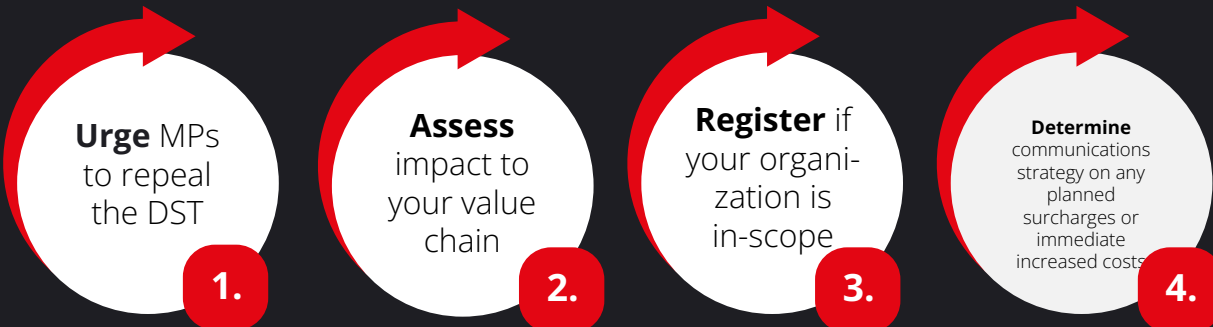 Urge MPs
to repeal
the DST
1.
Assess
impact to
your value
chain
2.
Register if
your organi-
zation is
in-scope
3.
Determine
communications
strategy on any
planned
surcharges or
immediate
increased costs
4.